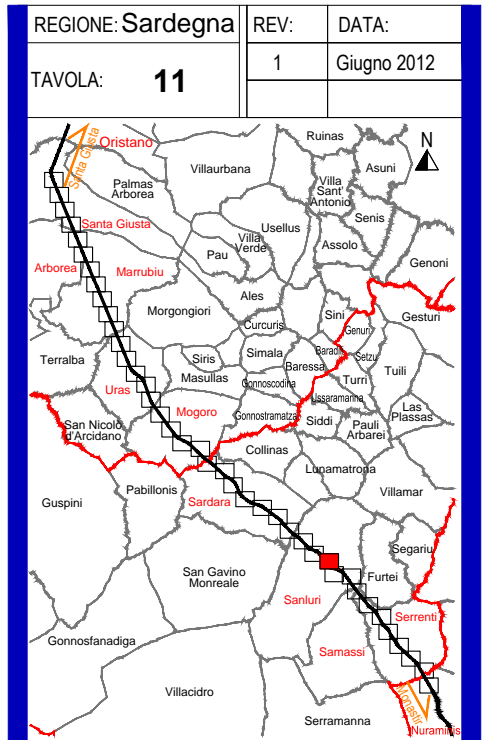 REGIONE: Sardegna
REV:
DATA:
TAVOLA: 11
1
Giugno 2012
Ruinas
N
Oristano
Santa Giusta
Villaurbana
Asuni
Palmas
Arborea
Villa
Sant'
Antonio
Senis
Santa Giusta
Usellus
Villa
Verde
Assolo
Pau
Genoni
Arborea
Marrubiu
Ales
Morgongiori
Sini
Gesturi
Curcuris
Genuri
Terralba
Siris
Simala
Baradili
Setzu
Masullas
Baressa
Tuili
Uras
Gonnoscodina
Turri
Ussaramanna
Mogoro
Gonnostramatza
Las
Plassas
San Nicolò
d'Arcidano
Siddi
Pauli
Arbarei
Collinas
Lunamatrona
Pabillonis
Villamar
Guspini
Sardara
Segariu
San Gavino
Monreale
Furtei
Sanluri
Serrenti
Gonnosfanadiga
Samassi
Villacidro
Monastir
Serramanna
Nuraminis